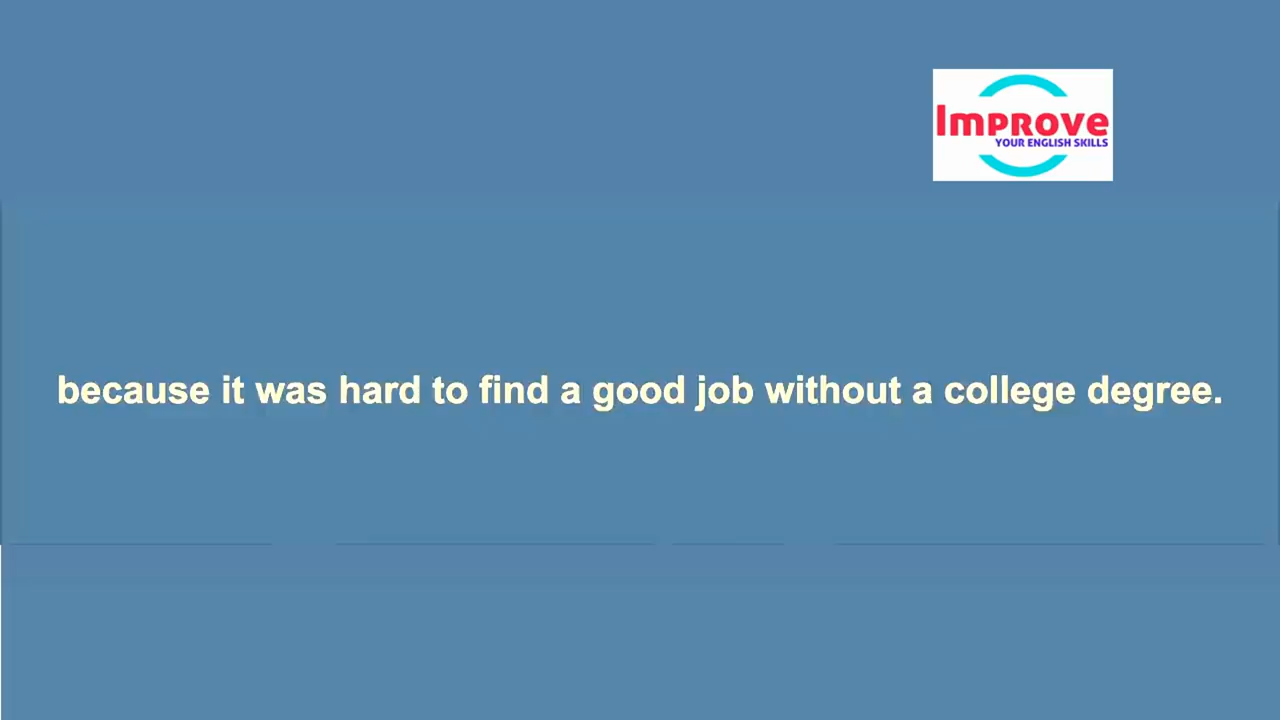 Improve
YOUR ENGLISH SKILLS
because it was hard to find a good job without a college degree.